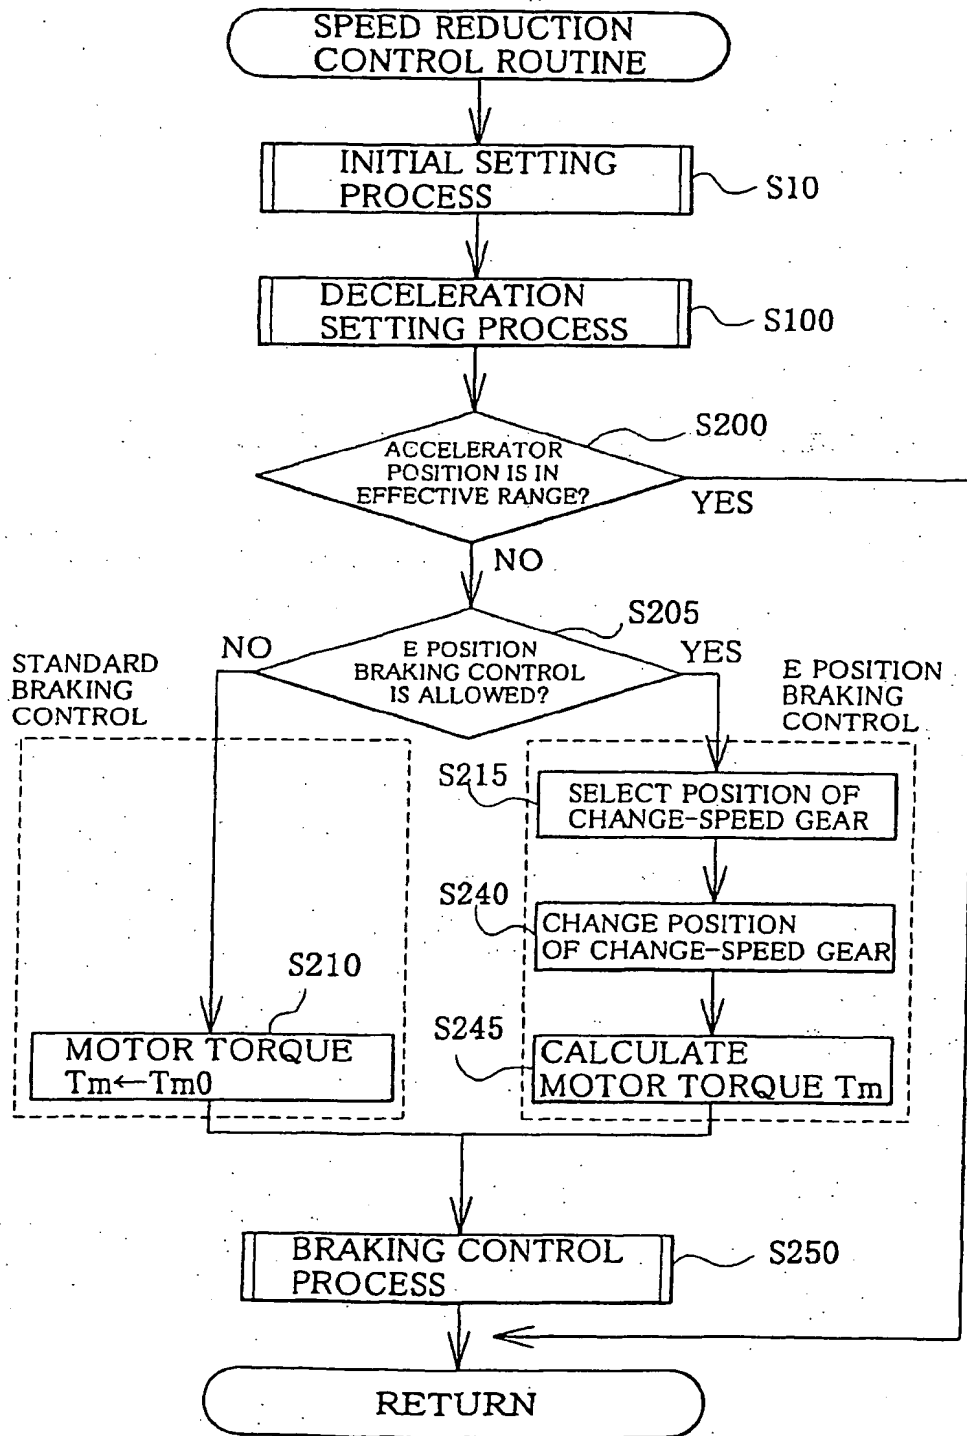 SPEED REDUCTION
CONTROL ROUTINE
INITIAL SETTING
PROCESS
S10
DECELERATION
SETTING PROCESS
S100
S200
ACCELERATOR
POSITION IS IN
EFFECTIVE RANGE?
YES
NO
S205
NO
E POSITION
BRAKING CONTROL
IS ALLOWED?
YES
STANDARD
BRAKING
CONTROL
E POSITION
BRAKING
CONTROL
S215
SELECT POSITION OF
CHANGE-SPEED GEAR
S240
CHANGE POSITION
OF CHANGE-SPEED GEAR
S210
MOTOR TORQUE
Tm←Tm0
S245
CALCULATE
MOTOR TORQUE Tm
BRAKING CONTROL
PROCESS
S250
RETURN